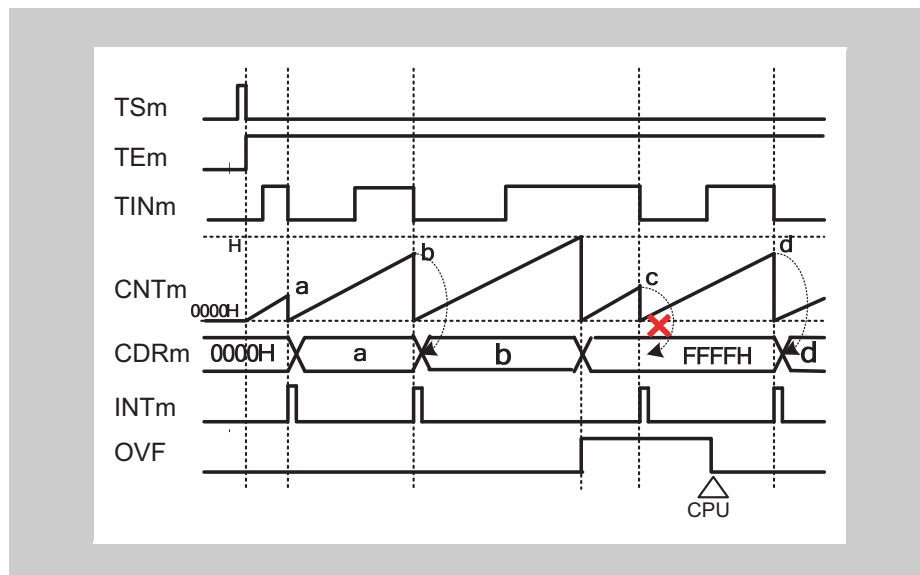 TSm
TEm
TINm
H
b
d
a
c
CNTm
0000H
CDRm 0000H a b FFFFH d
INTm
OVF
CPU